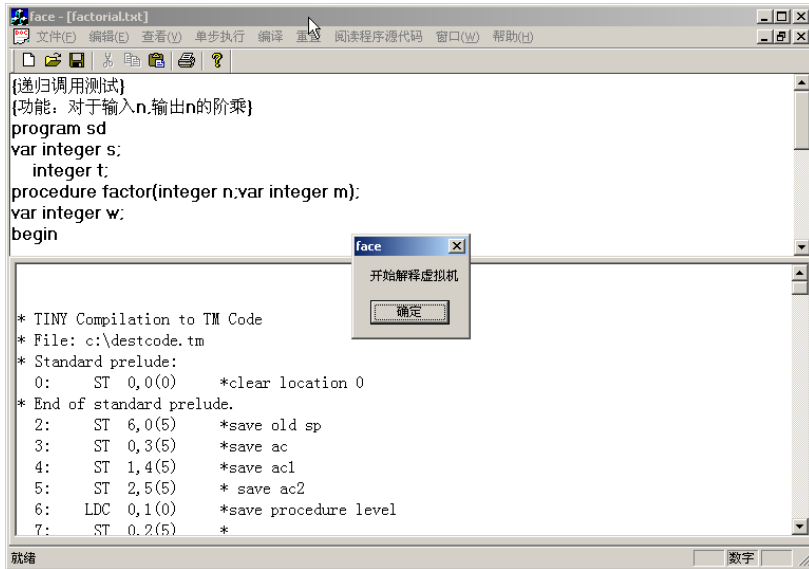 face - [factorial.txt]
文件(F) 编辑(E) 查看(V) 单步执行 编译 重置 阅读程序源代码 窗口(W) 帮助(H)
{递归调用测试}
{功能：对于输入n,输出n的阶乘}
program sd
var integer s;
integer t;
procedure factor(integer n;var integer m);
var integer w;
begin
face
开始解释虚拟机
确定
* TINY Compilation to TM Code
* File: c:\destcode.tm
* Standard prelude:
0: ST 0,0(0) *clear location 0
* End of standard prelude.
2: ST 6,0(5) *save old sp
3: ST 0,3(5) *save ac
4: ST 1,4(5) *save ac1
5: ST 2,5(5) * save ac2
6: LDC 0,1(0) *save procedure level
7: ST 0,2(5) *
就绪
数字